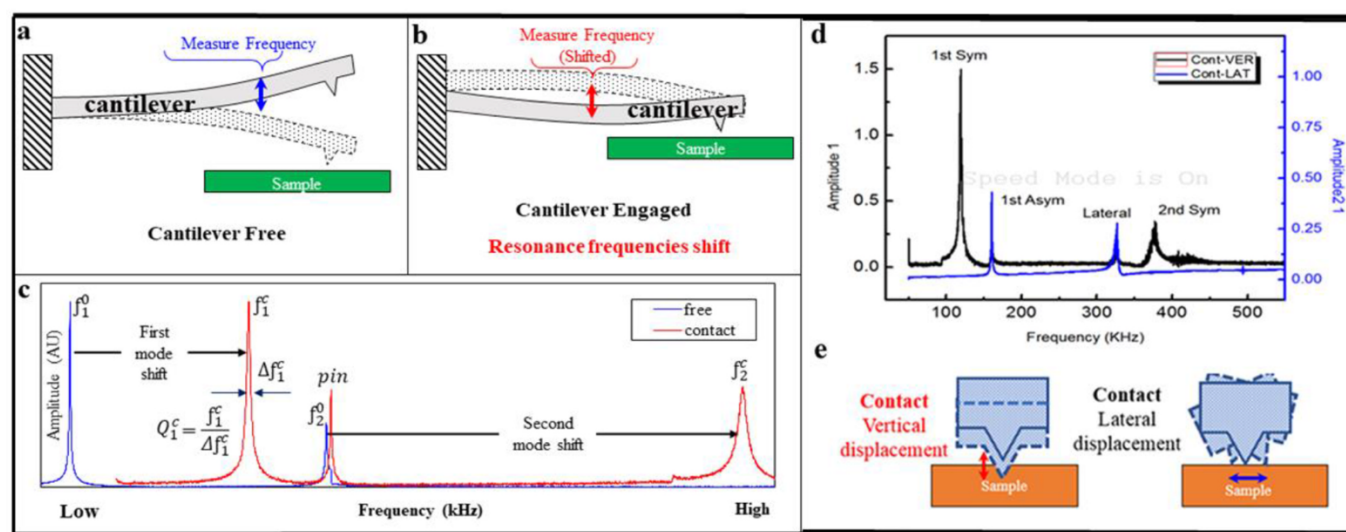 a
Measure Frequency
cantilever
Sample
Cantilever Free
b
Measure Frequency
(Shifted)
cantilever
Sample
Cantilever Engaged
Resonance frequencies shift
c
Amplitude (AU)
f₁⁰
First
mode
shift
f₁ᶜ
Δf₁ᶜ
Q₁ᶜ = f₁ᶜ / Δf₁ᶜ
pin
f₂⁰
free
contact
Second
mode shift
f₂ᶜ
Low
Frequency (kHz)
High
d
Amplitude 1
1.5
1.0
0.5
0.0
1st Sym
1st Asym
Lateral
2nd Sym
Speed Mode is On
Cont-VER
Cont-LAT
1.00
0.75
0.50
0.25
0.00
Amplitude2 1
100 200 300 400 500
Frequency (KHz)
e
Contact
Vertical
displacement
Sample
Contact
Lateral
displacement
Sample